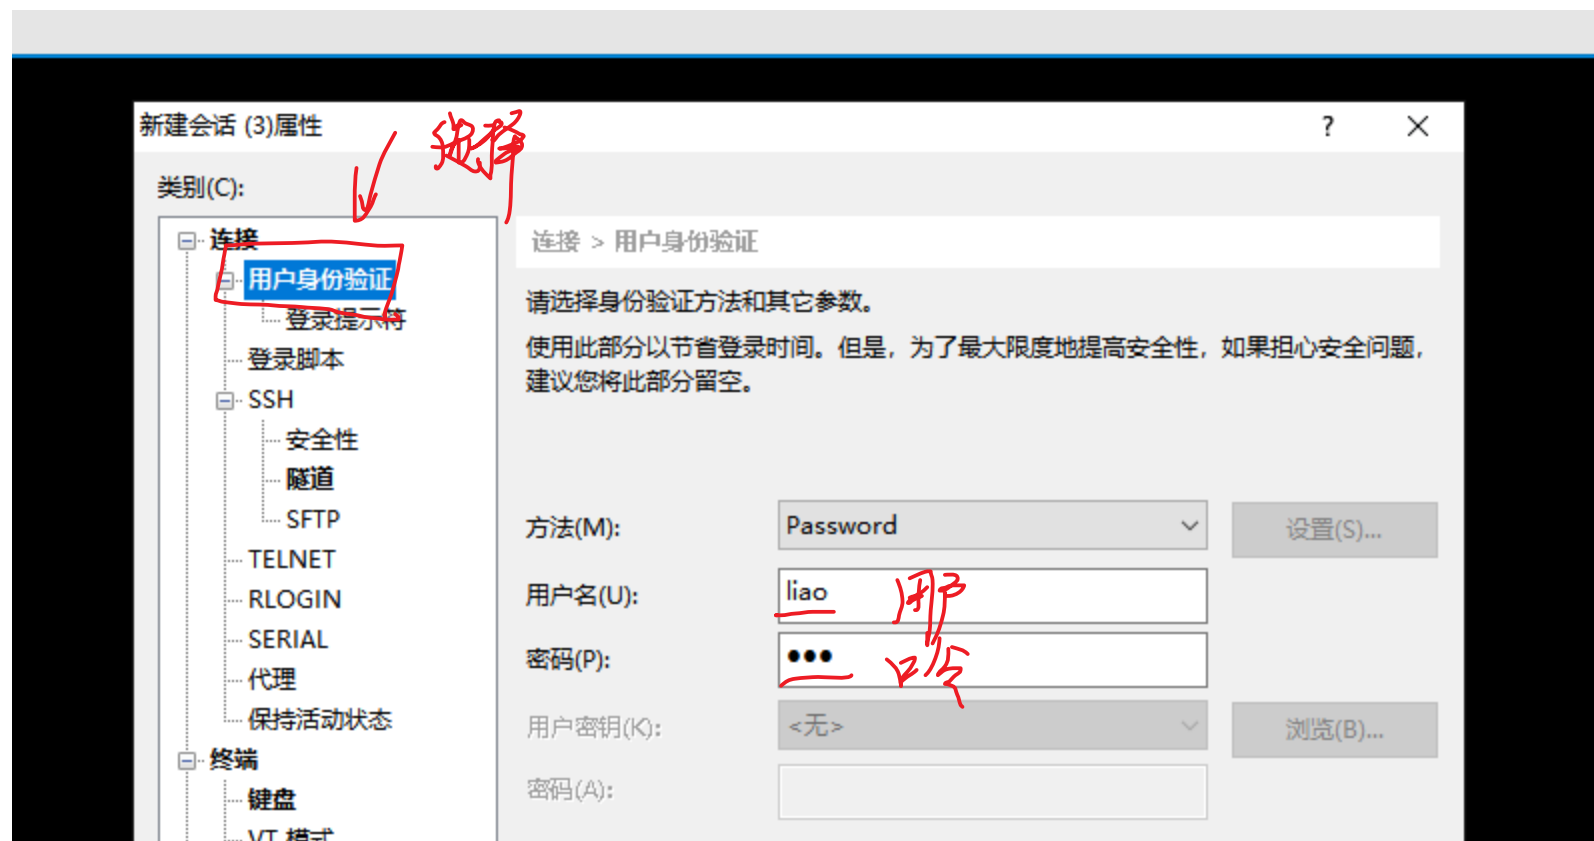 新建会话 (3)属性
选择
类别(C):
连接
用户身份验证
登录提示符
登录脚本
SSH
安全性
隧道
SFTP
TELNET
RLOGIN
SERIAL
代理
保持活动状态
终端
键盘
VT 模式
连接 > 用户身份验证
请选择身份验证方法和其它参数。
使用此部分以节省登录时间。但是，为了最大限度地提高安全性，如果担心安全问题，
建议您将此部分留空。
方法(M): Password 设置(S)...
用户名(U): liao 用户
密码(P): ●●● 口令
用户密钥(K): <无> 浏览(B)...
密码(A):